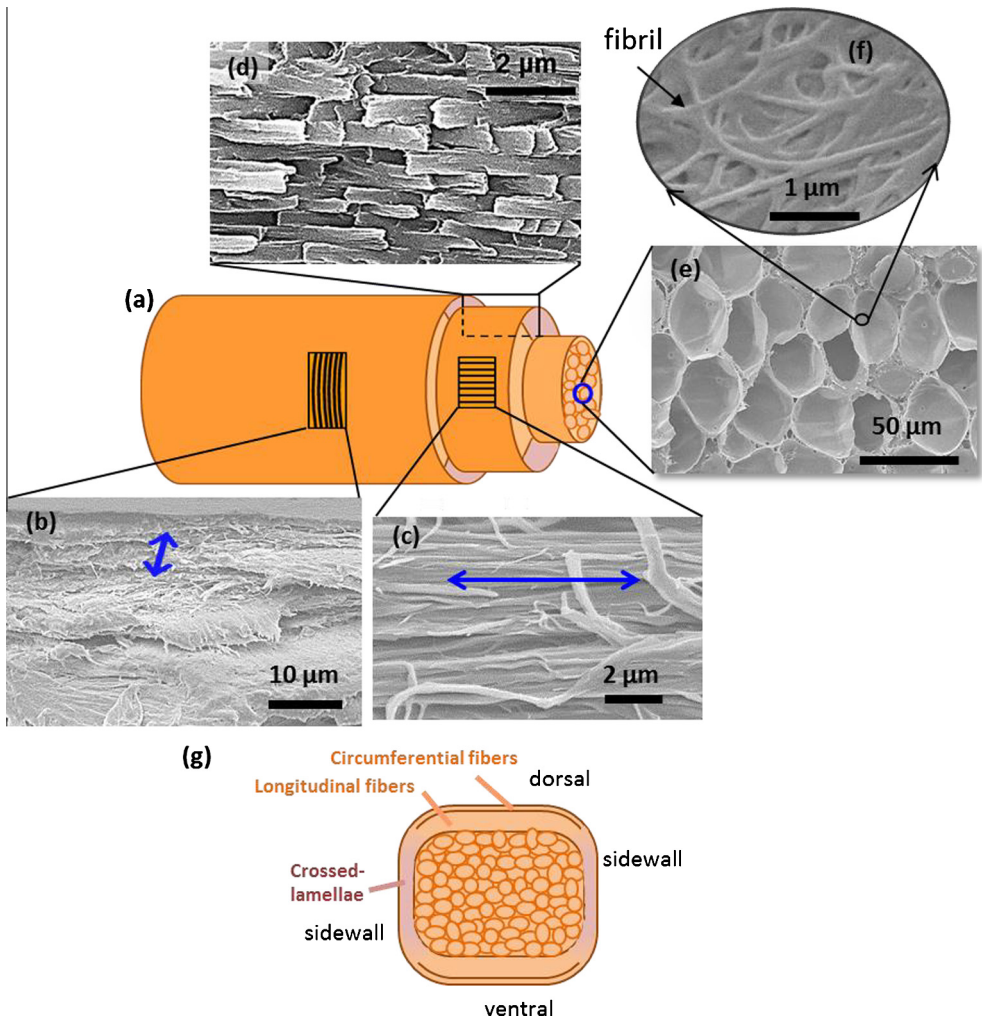 fibril
(f)
1 μm
(d)
2 μm
(a)
(e)
50 μm
(b)
10 μm
(c)
2 μm
(g)
Circumferential fibers
Longitudinal fibers
dorsal
sidewall
Crossed-
lamellae
sidewall
ventral